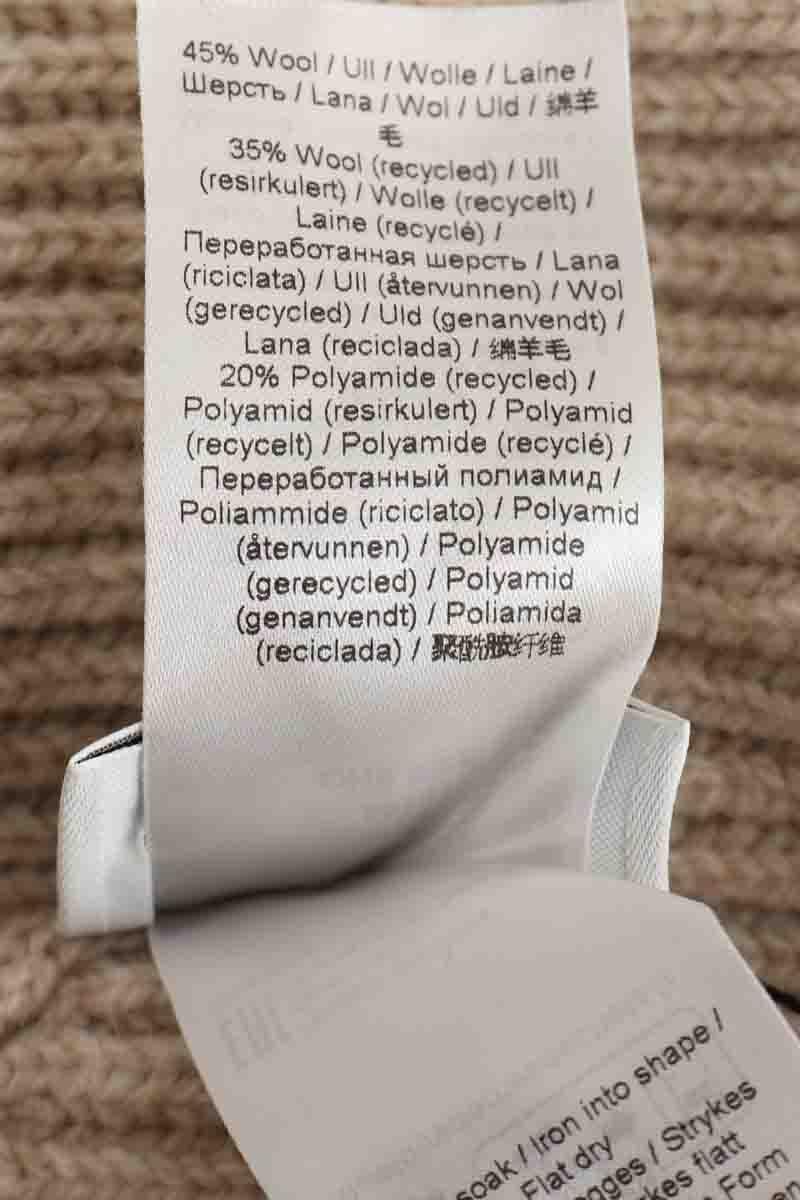 45% Wool / Ull / Wolle / Laine /
Шерсть / Lana / Wol / Uld / 绵羊
毛
35% Wool (recycled) / Ull
(resirkulert) / Wolle (recycelt) /
Laine (recyclé) /
Переработанная шерсть / Lana
(riciclata) / Ull (återvunnen) / Wol
(gerecycled) / Uld (genanvendt) /
Lana (reciclada) / 绵羊毛
20% Polyamide (recycled) /
Polyamid (resirkulert) / Polyamid
(recycelt) / Polyamide (recyclé) /
Переработанный полиамид /
Poliammide (riciclato) / Polyamid
(återvunnen) / Polyamide
(gerecycled) / Polyamid
(genanvendt) / Poliamida
(reciclada) / 聚酰胺纤维
soak / Iron into shape /
Flat dry
/ Strykes
flatt
Form